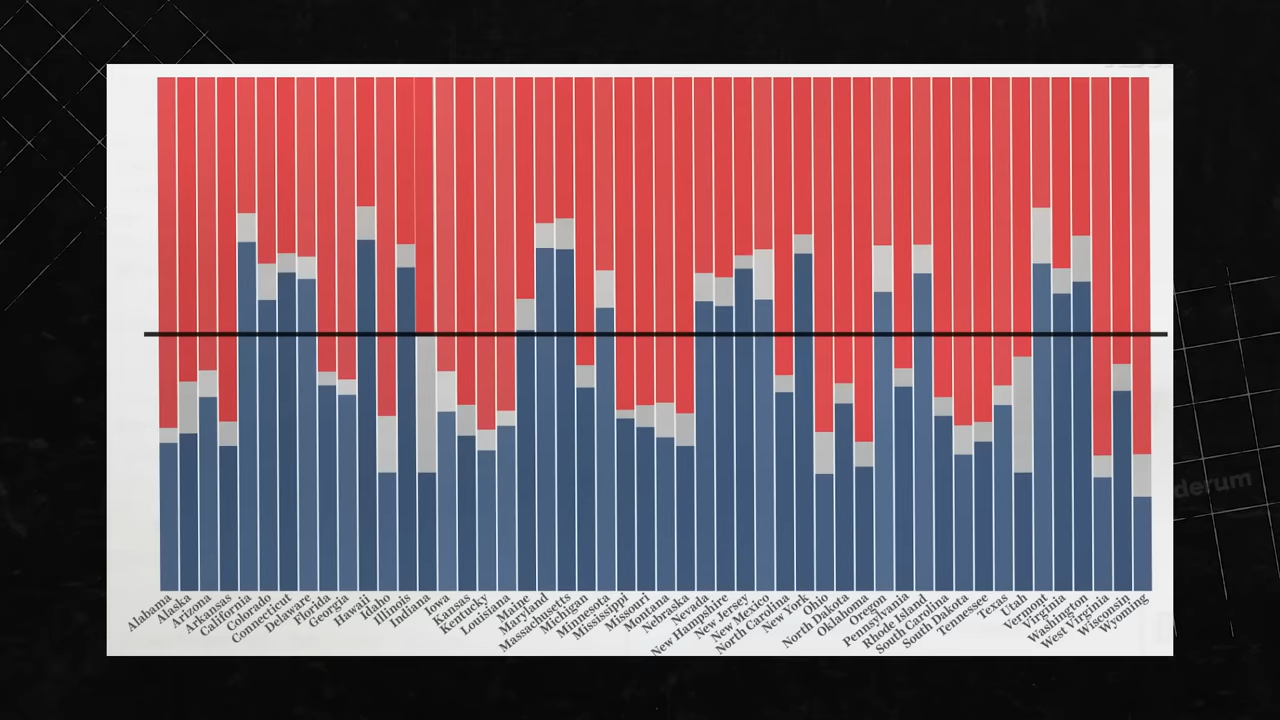 Alabama
Alaska
Arizona
Arkansas
California
Colorado
Connecticut
Delaware
Florida
Georgia
Hawaii
Idaho
Illinois
Indiana
Iowa
Kansas
Kentucky
Louisiana
Maine
Maryland
Massachusetts
Michigan
Minnesota
Mississippi
Missouri
Montana
Nebraska
Nevada
New Hampshire
New Jersey
New Mexico
North Carolina
New York
Ohio
North Dakota
Oklahoma
Oregon
Pennsylvania
Rhode Island
South Carolina
South Dakota
Tennessee
Texas
Utah
Vermont
Virginia
Washington
West Virginia
Wisconsin
Wyoming
derum